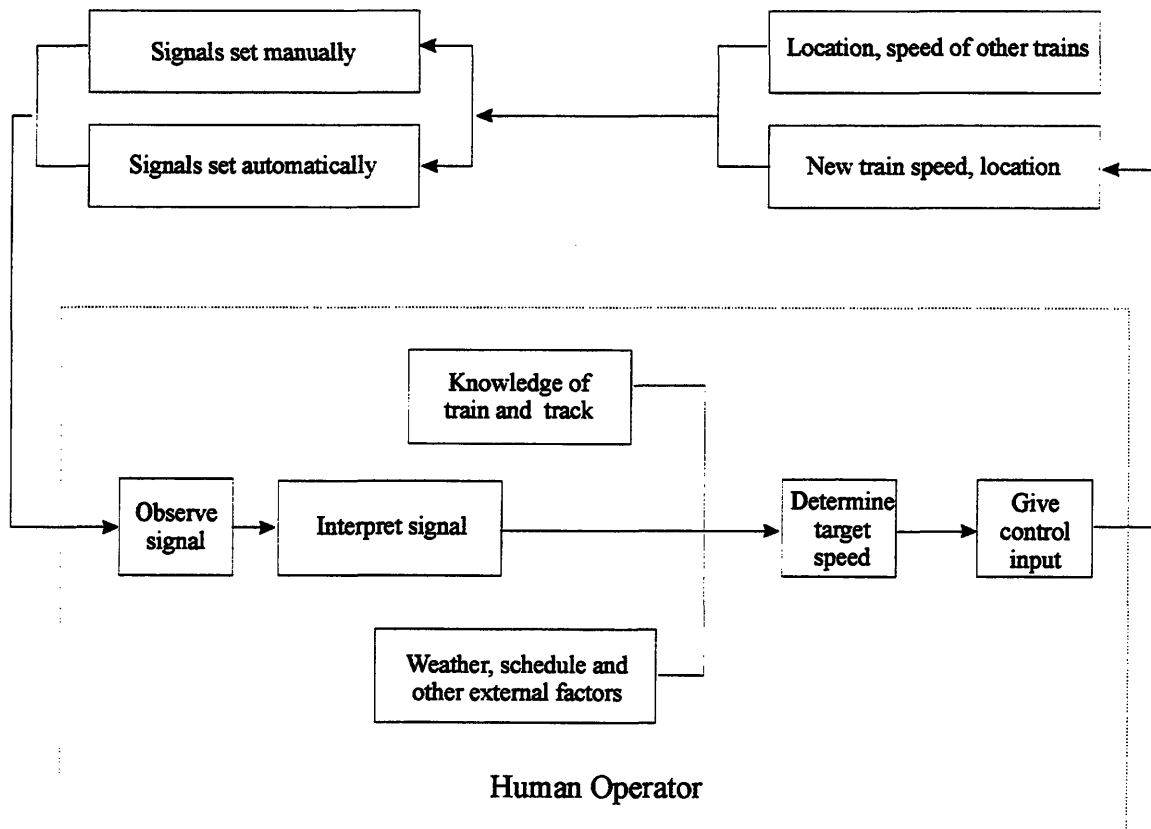 Signals set manually
Location, speed of other trains
Signals set automatically
New train speed, location
Knowledge of
train and track
Observe
signal
Interpret signal
Determine
target
speed
Give
control
input
Weather, schedule and
other external factors
Human Operator